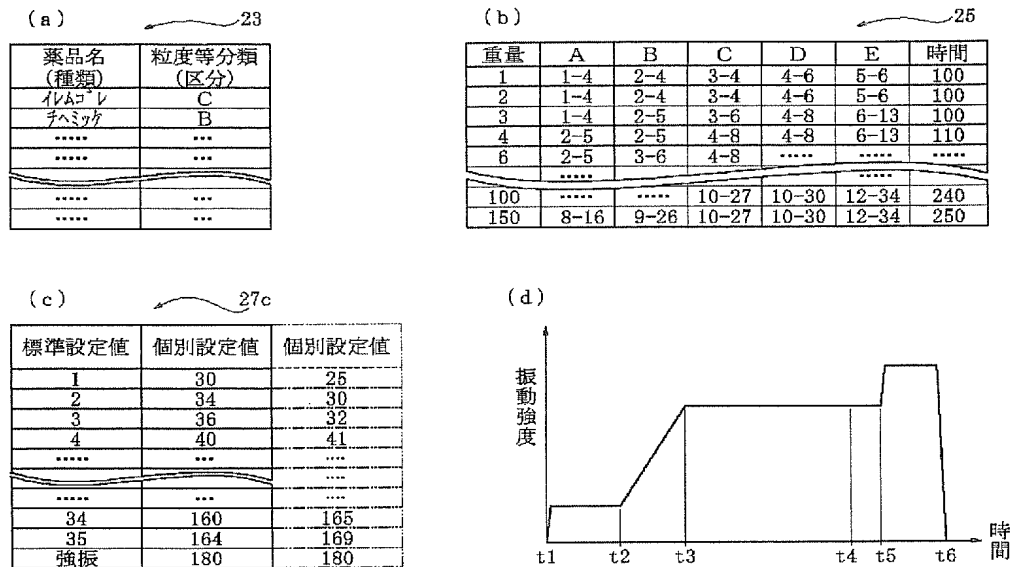 (a) 23
薬品名 粒度等分類
(種類) (区分)
イレムゴレ C
チヘミッケ B
····· ···
····· ···
····· ···
····· ···
(b) 25
重量 A B C D E 時間
1 1-4 2-4 3-4 4-6 5-6 100
2 1-4 2-4 3-4 4-6 5-6 100
3 1-4 2-5 3-6 4-8 6-13 100
4 2-5 2-5 4-8 4-8 6-13 110
6 2-5 3-6 4-8 ····· ····· ·····
····· ·····
100 ····· ····· 10-27 10-30 12-34 240
150 8-16 9-26 10-27 10-30 12-34 250
(c) 27c
標準設定値 個別設定値 個別設定値
1 30 25
2 34 30
3 36 32
4 40 41
····· ··· ····
····
····· ··· ····
34 160 165
35 164 169
強振 180 180
(d)
振動強度
t1 t2 t3 t4 t5 t6
時間